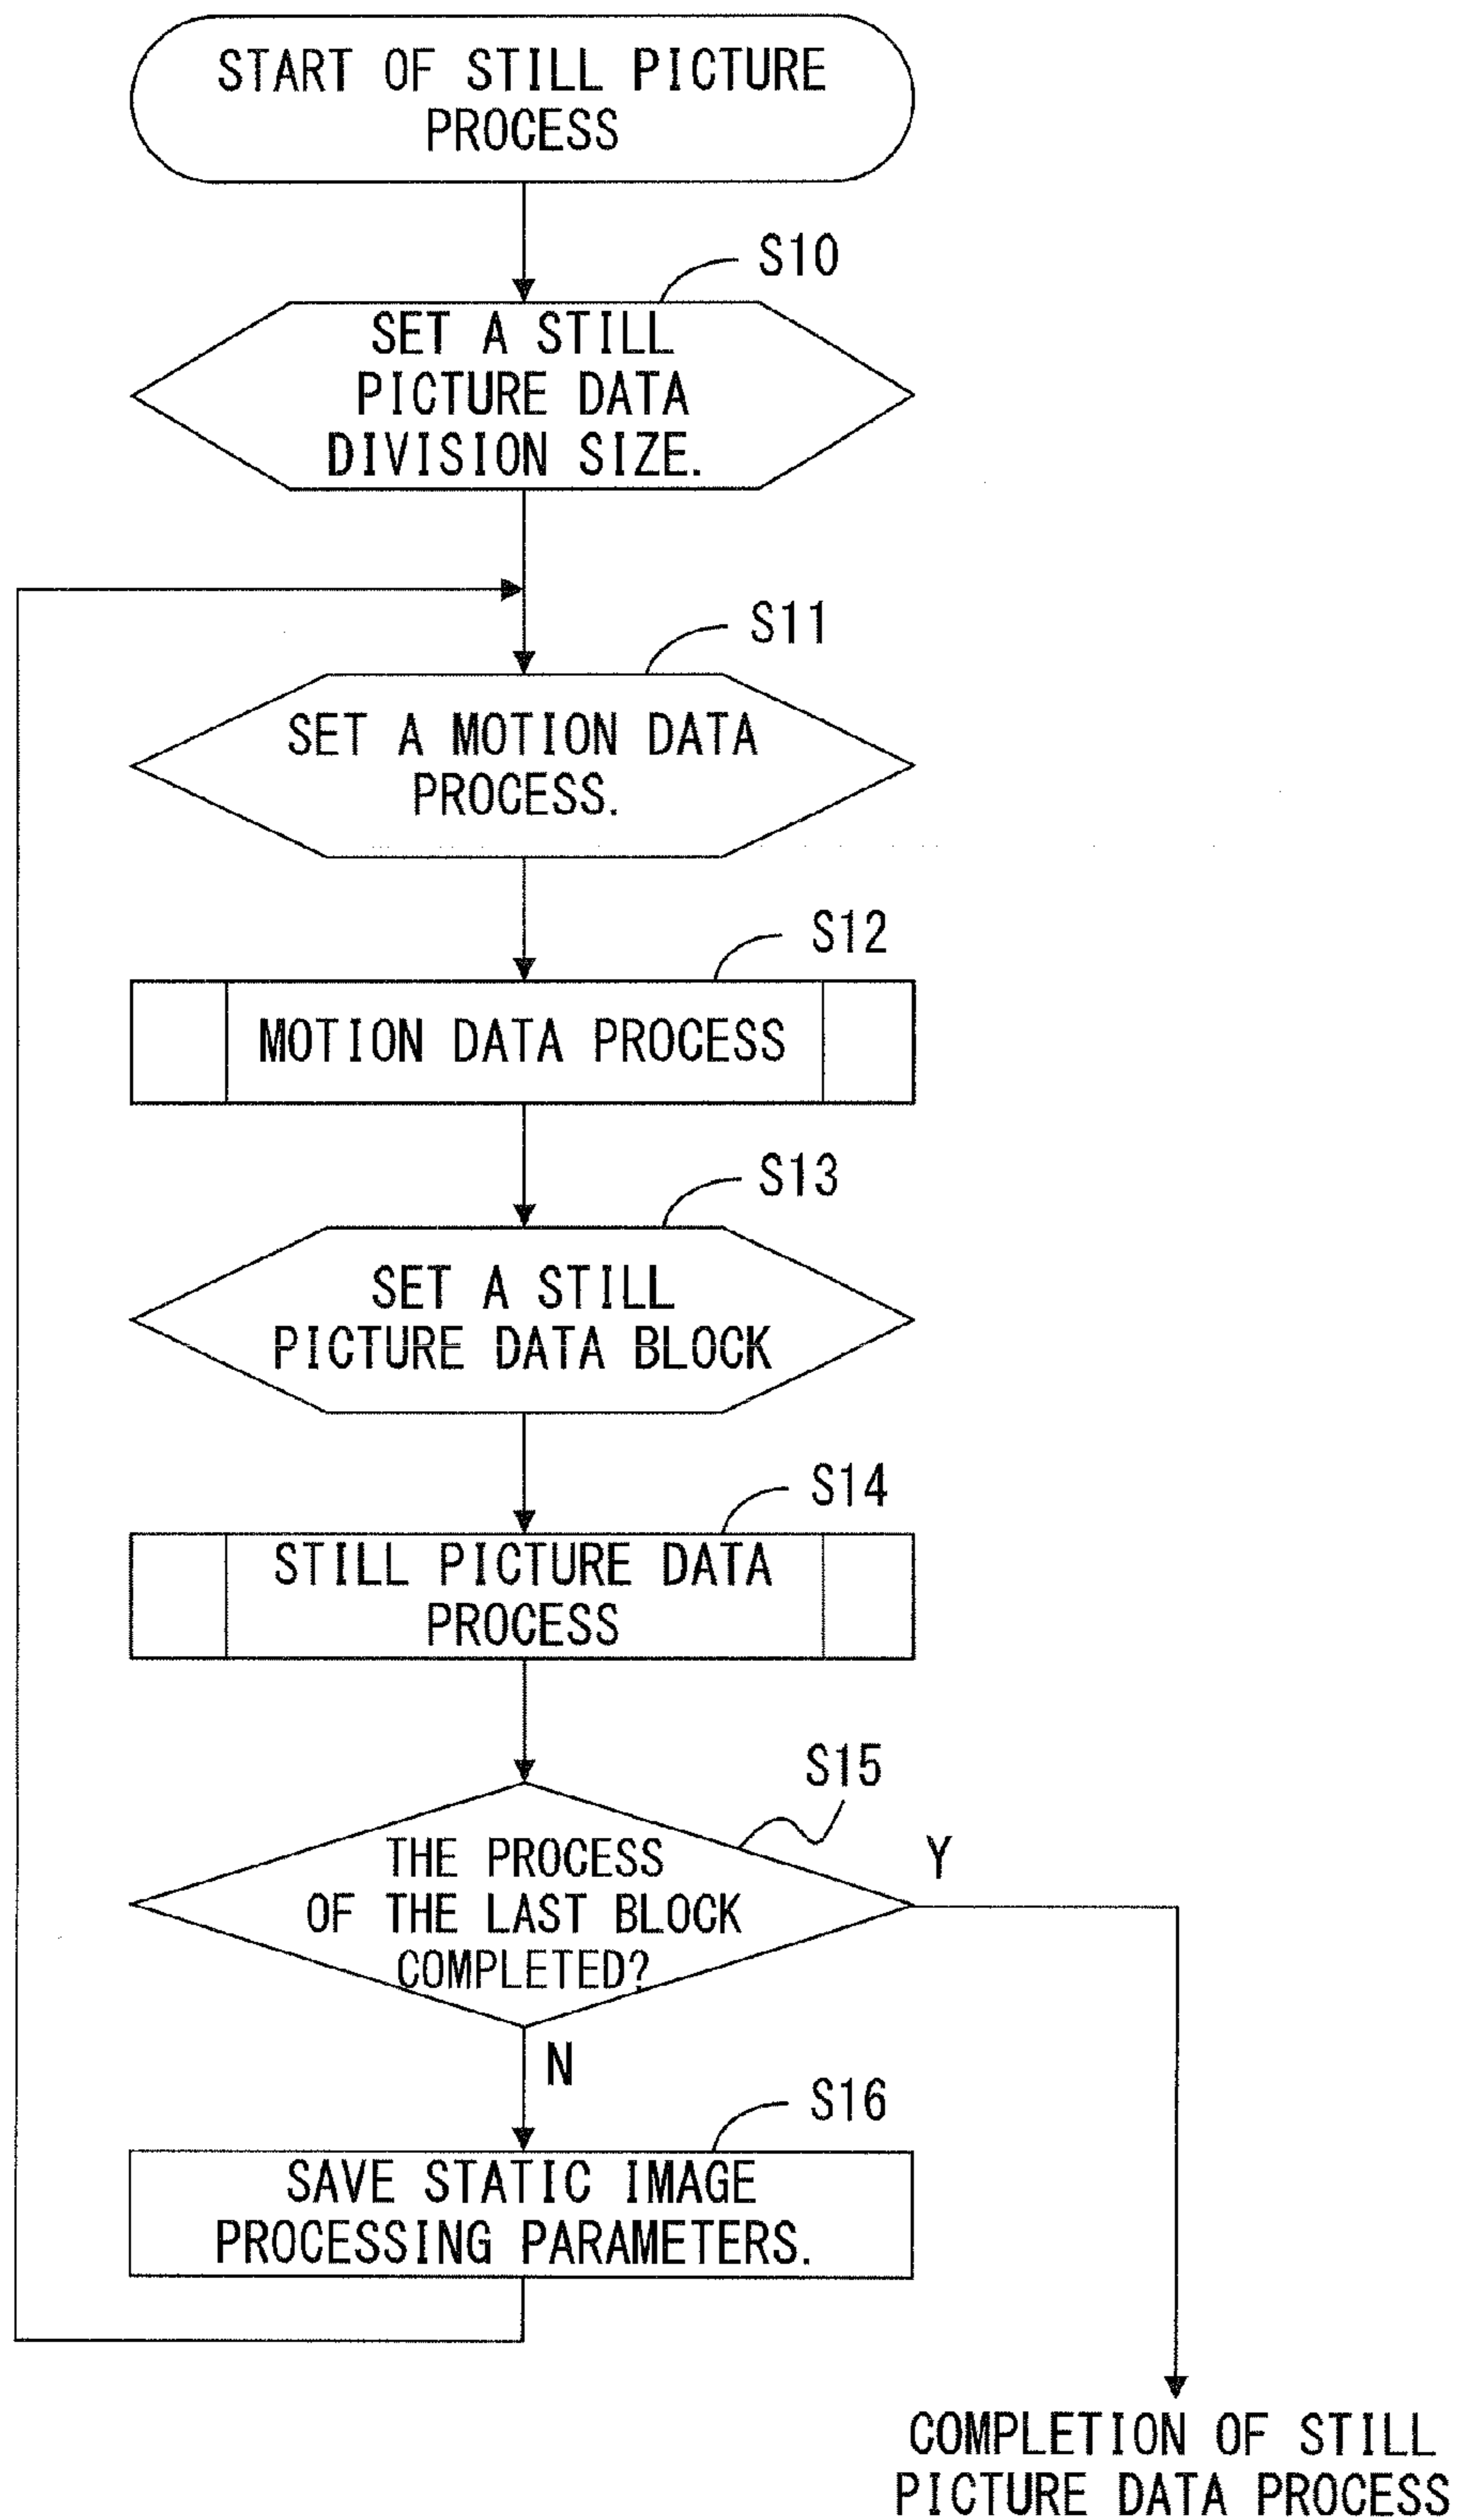 START OF STILL PICTURE
PROCESS
S10
SET A STILL
PICTURE DATA
DIVISION SIZE.
S11
SET A MOTION DATA
PROCESS.
S12
MOTION DATA PROCESS
S13
SET A STILL
PICTURE DATA BLOCK
S14
STILL PICTURE DATA
PROCESS
S15
THE PROCESS
OF THE LAST BLOCK
COMPLETED?
Y
N
S16
SAVE STATIC IMAGE
PROCESSING PARAMETERS.
COMPLETION OF STILL
PICTURE DATA PROCESS